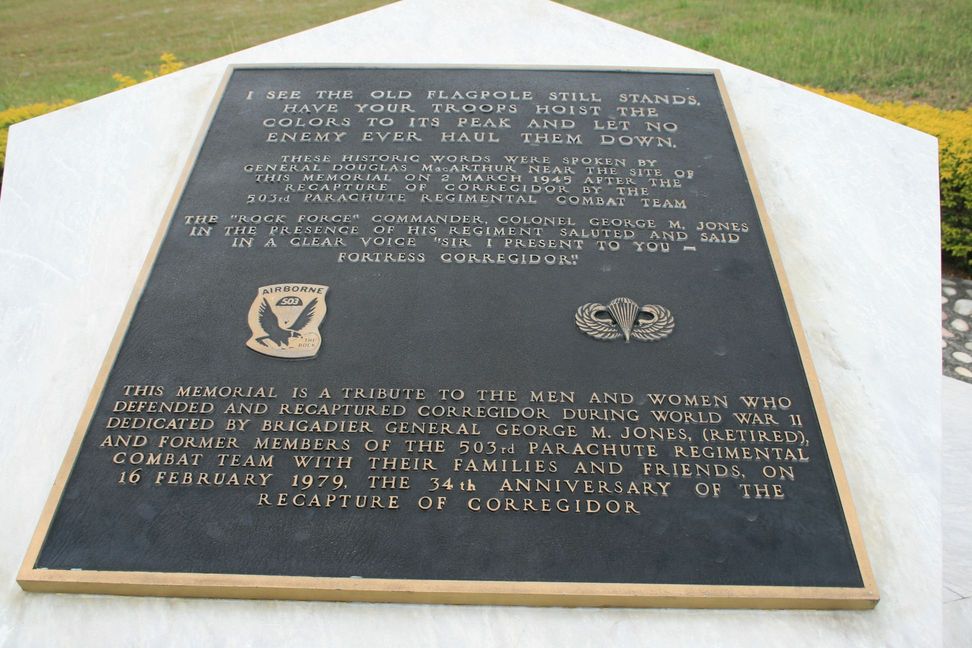 I SEE THE OLD FLAGPOLE STILL STANDS.
HAVE YOUR TROOPS HOIST THE
COLORS TO ITS PEAK AND LET NO
ENEMY EVER HAUL THEM DOWN.
THESE HISTORIC WORDS WERE SPOKEN BY
GENERAL DOUGLAS MacARTHUR NEAR THE SITE OF
THIS MEMORIAL ON 2 MARCH 1945 AFTER THE
RECAPTURE OF CORREGIDOR BY THE
503rd PARACHUTE REGIMENTAL COMBAT TEAM
THE "ROCK FORCE" COMMANDER, COLONEL GEORGE M. JONES
IN THE PRESENCE OF HIS REGIMENT SALUTED AND SAID
IN A CLEAR VOICE "SIR I PRESENT TO YOU –
FORTRESS CORREGIDOR."
AIRBORNE
503
THE
ROCK
THIS MEMORIAL IS A TRIBUTE TO THE MEN AND WOMEN WHO
DEFENDED AND RECAPTURED CORREGIDOR DURING WORLD WAR II
DEDICATED BY BRIGADIER GENERAL GEORGE M. JONES, (RETIRED),
AND FORMER MEMBERS OF THE 503rd PARACHUTE REGIMENTAL
COMBAT TEAM WITH THEIR FAMILIES AND FRIENDS, ON
16 FEBRUARY 1979, THE 34th ANNIVERSARY OF THE
RECAPTURE OF CORREGIDOR